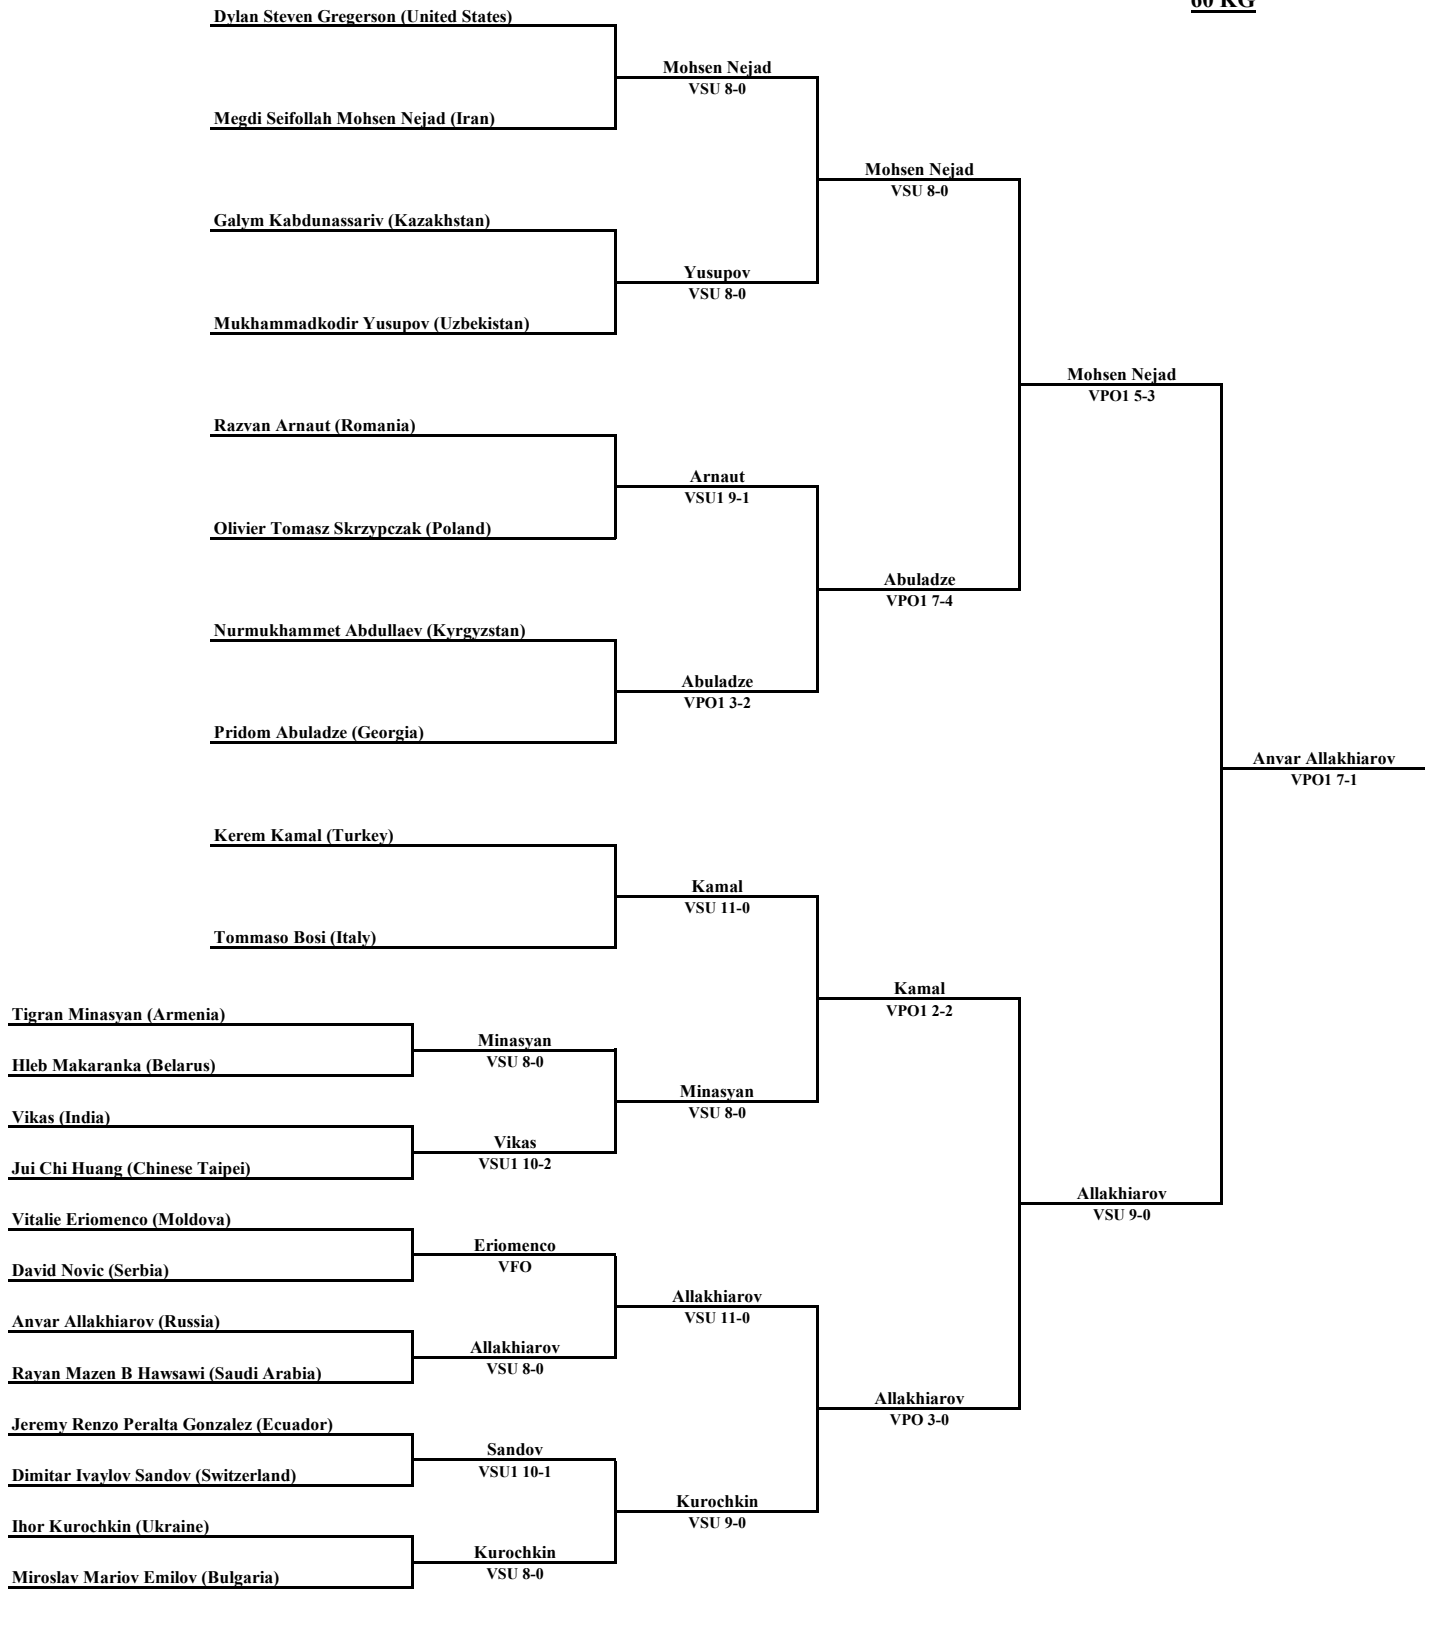 60 KG
Dylan Steven Gregerson (United States)
Mohsen Nejad
VSU 8-0
Megdi Seifollah Mohsen Nejad (Iran)
Mohsen Nejad
VSU 8-0
Galym Kabdunassariv (Kazakhstan)
Yusupov
VSU 8-0
Mukhammadkodir Yusupov (Uzbekistan)
Mohsen Nejad
VPO1 5-3
Razvan Arnaut (Romania)
Arnaut
VSU1 9-1
Olivier Tomasz Skrzypczak (Poland)
Abuladze
VPO1 7-4
Nurmukhammet Abdullaev (Kyrgyzstan)
Abuladze
VPO1 3-2
Pridom Abuladze (Georgia)
Anvar Allakhiarov
VPO1 7-1
Kerem Kamal (Turkey)
Kamal
VSU 11-0
Tommaso Bosi (Italy)
Kamal
VPO1 2-2
Tigran Minasyan (Armenia)
Minasyan
VSU 8-0
Hleb Makaranka (Belarus)
Minasyan
VSU 8-0
Vikas (India)
Vikas
VSU1 10-2
Jui Chi Huang (Chinese Taipei)
Allakhiarov
VSU 9-0
Vitalie Eriomenco (Moldova)
Eriomenco
VFO
David Novic (Serbia)
Allakhiarov
VSU 11-0
Anvar Allakhiarov (Russia)
Allakhiarov
VSU 8-0
Rayan Mazen B Hawsawi (Saudi Arabia)
Allakhiarov
VPO 3-0
Jeremy Renzo Peralta Gonzalez (Ecuador)
Sandov
VSU1 10-1
Dimitar Ivaylov Sandov (Switzerland)
Kurochkin
VSU 9-0
Ihor Kurochkin (Ukraine)
Kurochkin
VSU 8-0
Miroslav Mariov Emilov (Bulgaria)